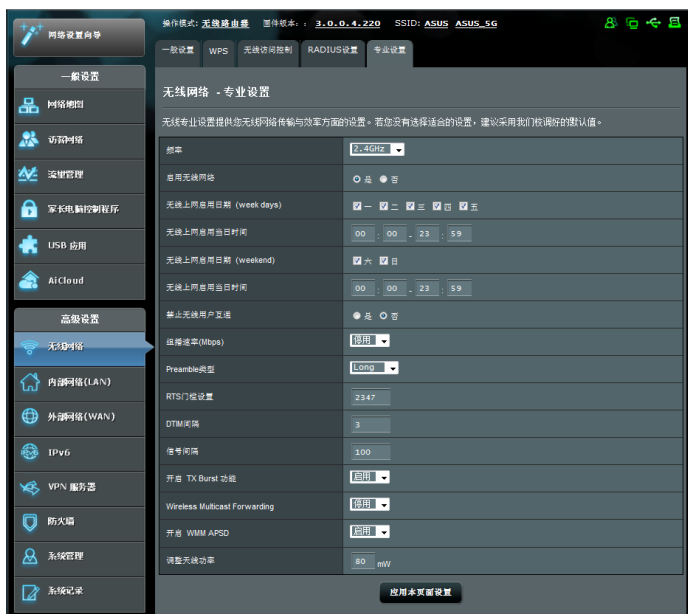 网络设置向导
操作模式: 无线路由器 固件版本: : 3.0.0.4.220 SSID: ASUS ASUS_5G
一般设置 WPS 无线访问控制 RADIUS设置 专业设置
一般设置
网络地图
访客网络
流量管理
家长电脑控制程序
USB 应用
AiCloud
高级设置
无线网络
内部网络(LAN)
外部网络(WAN)
IPv6
VPN 服务器
防火墙
系统管理
系统记录
无线网络 - 专业设置
无线专业设置提供您无线网络传输与效率方面的设置。若您没有选择适合的设置，建议采用我们校调好的默认值。
频率 2.4GHz
启用无线网络 是 否
无线上网启用日期 (week days) 一 二 三 四 五
无线上网启用当日时间 00 : 00 - 23 : 59
无线上网启用日期 (weekend) 六 日
无线上网启用当日时间 00 : 00 - 23 : 59
禁止无线用户互通 是 否
组播速率(Mbps) 停用
Preamble类型 Long
RTS门槛设置 2347
DTIM间隔 3
信号间隔 100
开启 TX Burst 功能 启用
Wireless Multicast Forwarding 停用
开启 WMM APSD 启用
调整天线功率 80 mW
应用本页面设置